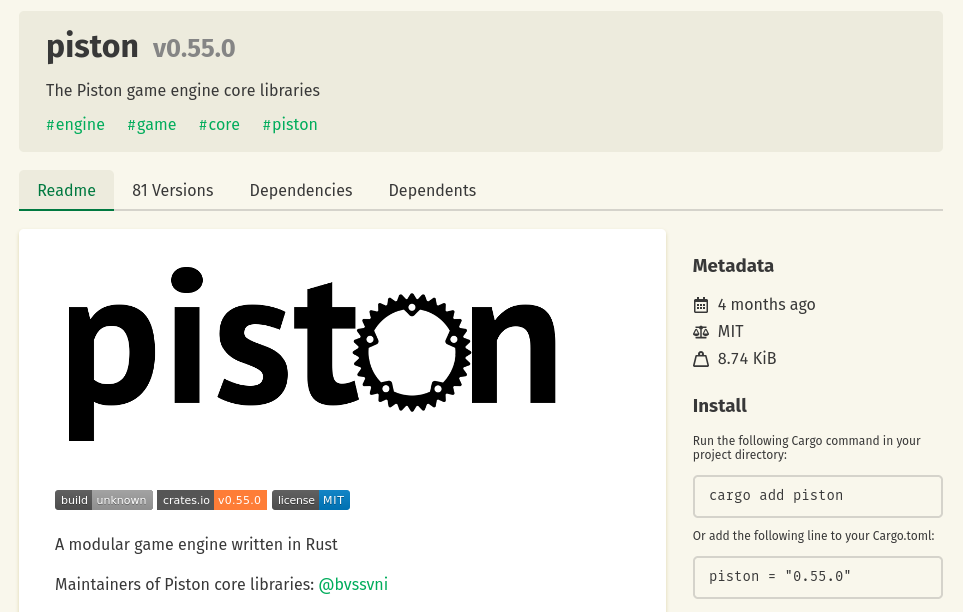 piston v0.55.0
The Piston game engine core libraries
#engine #game #core #piston
Readme 81 Versions Dependencies Dependents
piston
build unknown crates.io v0.55.0 license MIT
A modular game engine written in Rust
Maintainers of Piston core libraries: @bvssvni
Metadata
4 months ago
MIT
8.74 KiB
Install
Run the following Cargo command in your
project directory:
cargo add piston
Or add the following line to your Cargo.toml:
piston = "0.55.0"